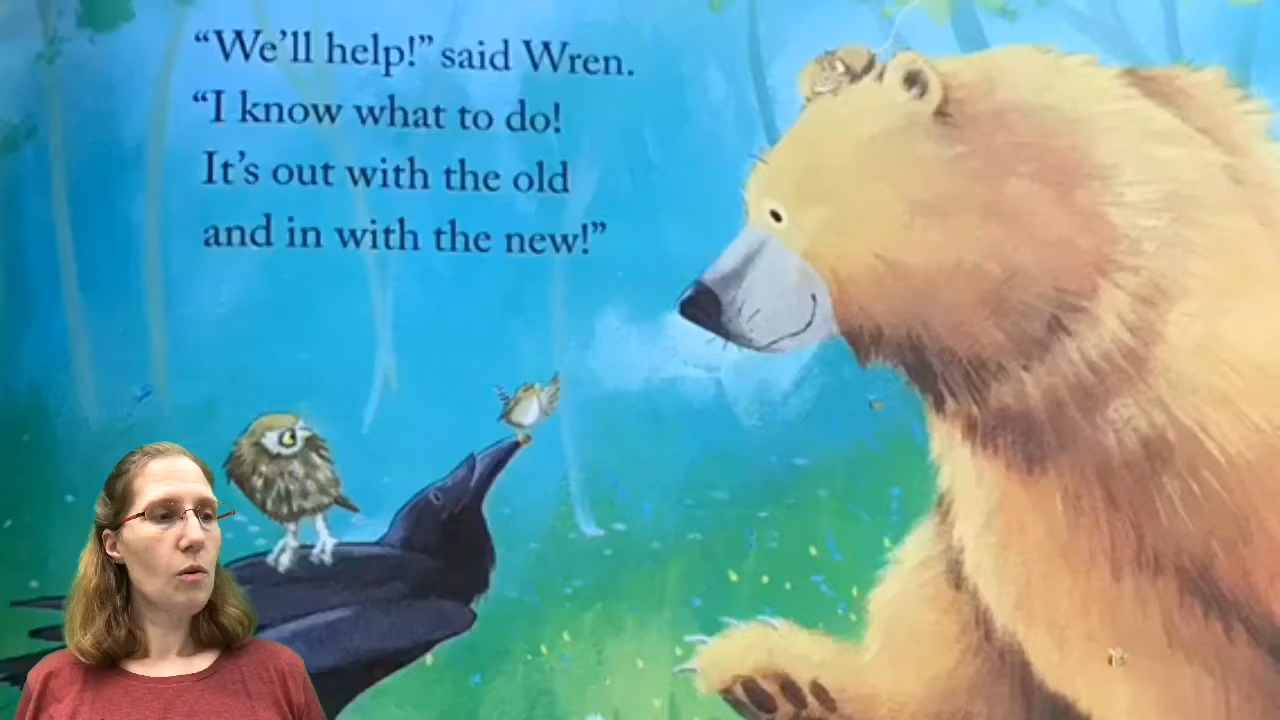 “We’ll help!” said Wren.
“I know what to do!
It’s out with the old
and in with the new!”